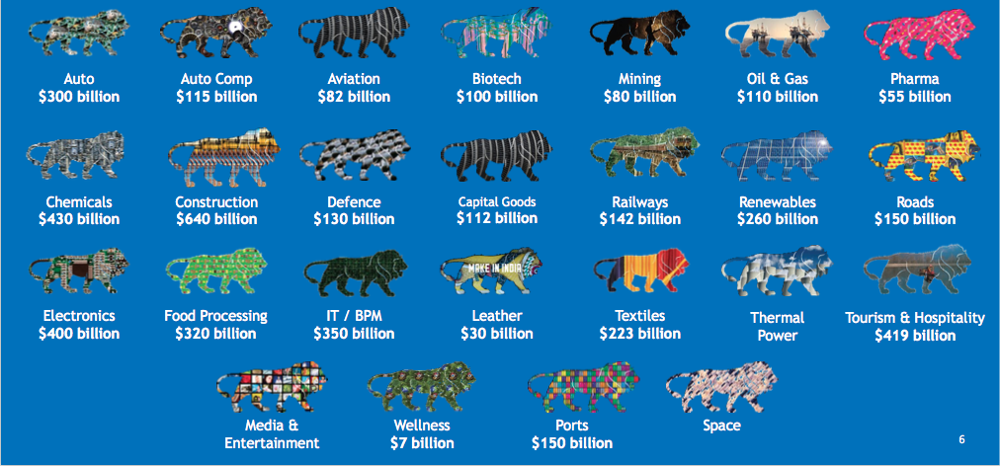 Auto
$300 billion
Auto Comp
$115 billion
Aviation
$82 billion
Biotech
$100 billion
Mining
$80 billion
Oil & Gas
$110 billion
Pharma
$55 billion
Chemicals
$430 billion
Construction
$640 billion
Defence
$130 billion
Capital Goods
$112 billion
Railways
$142 billion
Renewables
$260 billion
Roads
$150 billion
Electronics
$400 billion
Food Processing
$320 billion
IT / BPM
$350 billion
MAKE IN INDIA
Leather
$30 billion
Textiles
$223 billion
Thermal
Power
Tourism & Hospitality
$419 billion
Media &
Entertainment
Wellness
$7 billion
Ports
$150 billion
Space
6